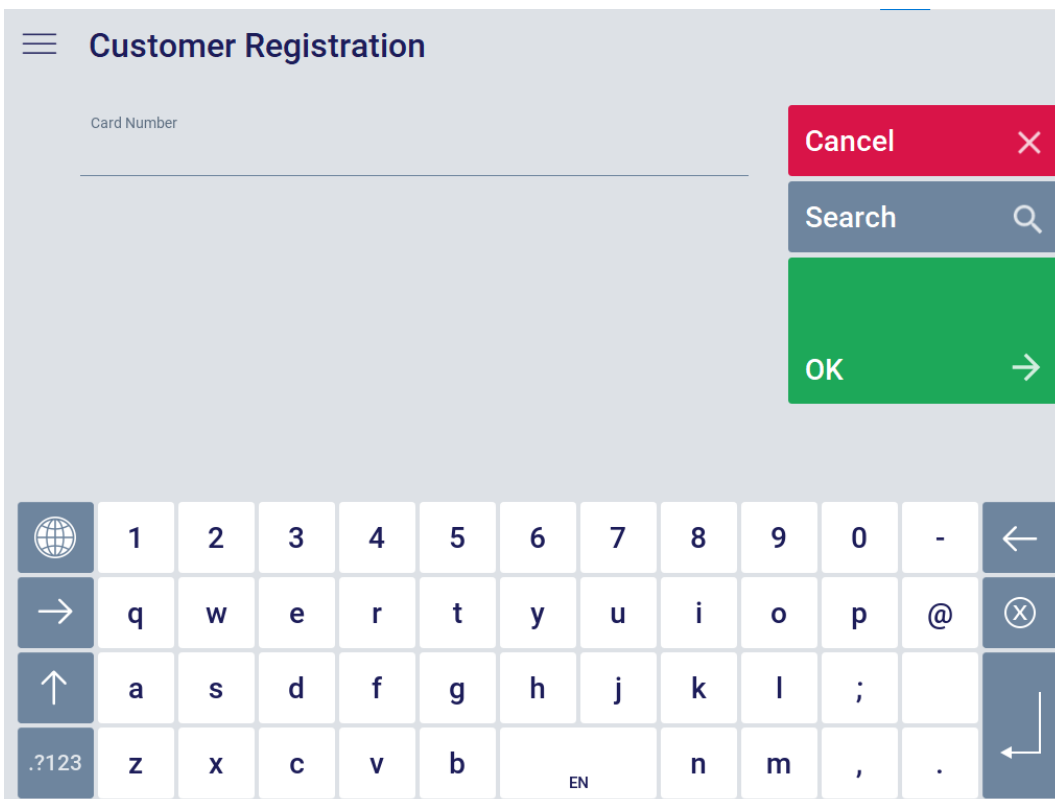 Customer Registration
Card Number
Cancel
Search
OK
1 2 3 4 5 6 7 8 9 0 -
q w e r t y u i o p @
a s d f g h j k l ;
.?123 z x c v b EN n m , .